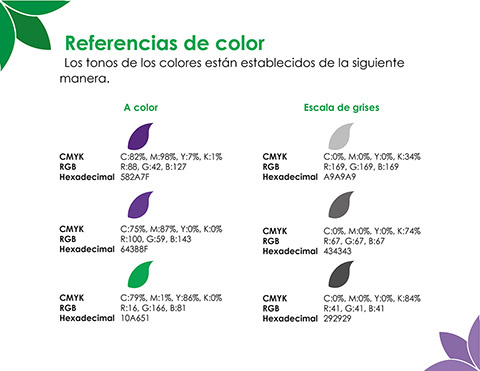 Referencias de color
Los tonos de los colores están establecidos de la siguiente
manera.
A color
CMYK C:82%, M:98%, Y:7%, K:1%
RGB R:88, G:42, B:127
Hexadecimal 582A7F
CMYK C:75%, M:87%, Y:0%, K:0%
RGB R:100, G:59, B:143
Hexadecimal 643B8F
CMYK C:79%, M:1%, Y:86%, K:0%
RGB R:16, G:166, B:81
Hexadecimal 10A651
Escala de grises
CMYK C:0%, M:0%, Y:0%, K:34%
RGB R:169, G:169, B:169
Hexadecimal A9A9A9
CMYK C:0%, M:0%, Y:0%, K:74%
RGB R:67, G:67, B:67
Hexadecimal 434343
CMYK C:0%, M:0%, Y:0%, K:84%
RGB R:41, G:41, B:41
Hexadecimal 292929